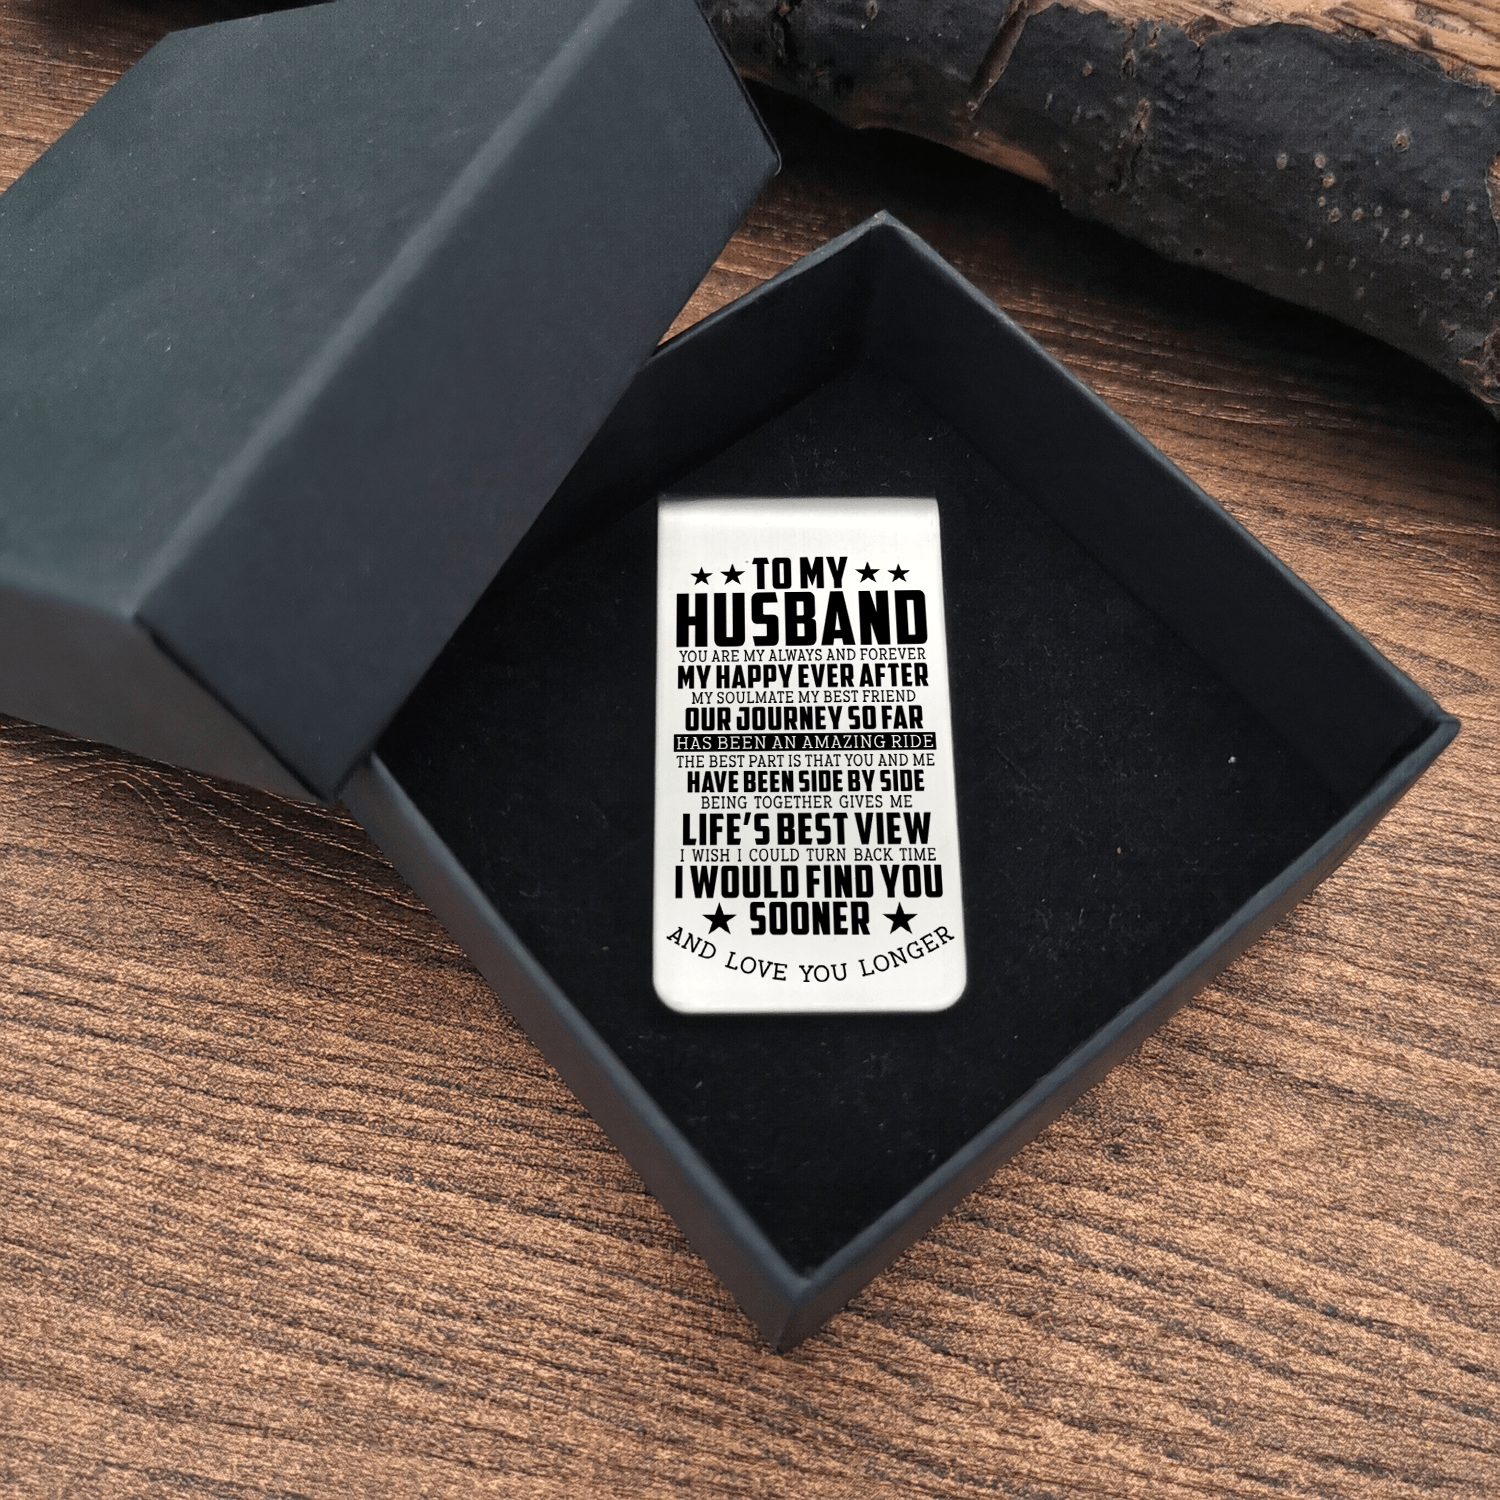 TO MY
HUSBAND
YOU ARE MY ALWAYS AND FOREVER
MY HAPPY EVER AFTER
MY SOULMATE MY BEST FRIEND
OUR JOURNEY SO FAR
HAS BEEN AN AMAZING RIDE
THE BEST PART IS THAT YOU AND ME
HAVE BEEN SIDE BY SIDE
BEING TOGETHER GIVES ME
LIFE'S BEST VIEW
I WISH I COULD TURN BACK TIME
I WOULD FIND YOU
SOONER
AND LOVE YOU LONGER